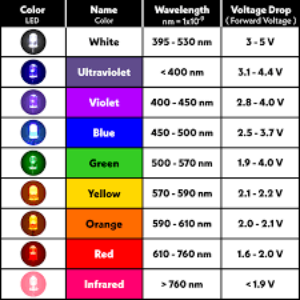 Color Name Wavelength Voltage Drop
LED Color nm = 1x10⁻⁹ ( Forward Voltage )
White 395 - 530 nm 3 - 5 V
Ultraviolet < 400 nm 3.1 - 4.4 V
Violet 400 - 450 nm 2.8 - 4.0 V
Blue 450 - 500 nm 2.5 - 3.7 V
Green 500 - 570 nm 1.9 - 4.0 V
Yellow 570 - 590 nm 2.1 - 2.2 V
Orange 590 - 610 nm 2.0 - 2.1 V
Red 610 - 760 nm 1.6 - 2.0 V
Infrared > 760 nm < 1.9 V